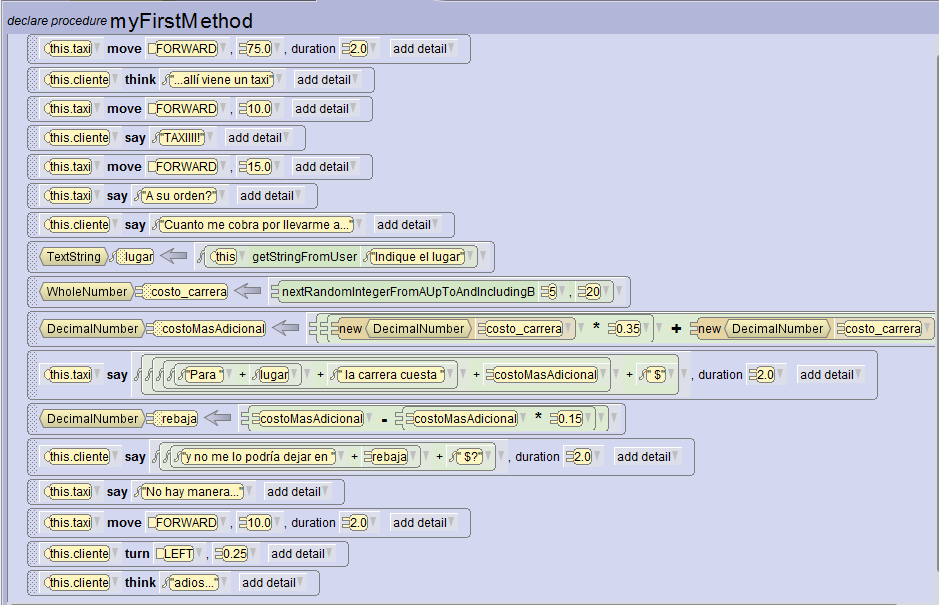 declare procedure myFirstMethod
this.taxi move FORWARD , 75.0 , duration 2.0 add detail
this.cliente think "...allí viene un taxi" add detail
this.taxi move FORWARD , 10.0 add detail
this.cliente say "TAXIIII!" add detail
this.taxi move FORWARD , 15.0 add detail
this.taxi say "A su orden?" add detail
this.cliente say "Cuanto me cobra por llevarme a..." add detail
TextString lugar this getStringFromUser "Indique el lugar"
WholeNumber costo_carrera nextRandomIntegerFromAUpToAndIncludingB 5 , 20
DecimalNumber costoMasAdicional new DecimalNumber costo_carrera * 0.35 + new DecimalNumber costo_carrera
this.taxi say "Para " + lugar + " la carrera cuesta " + costoMasAdicional + " $" , duration 2.0 add detail
DecimalNumber rebaja costoMasAdicional - costoMasAdicional * 0.15
this.cliente say "y no me lo podría dejar en " + rebaja + " $?" , duration 2.0 add detail
this.taxi say "No hay manera..." add detail
this.taxi move FORWARD , 10.0 , duration 2.0 add detail
this.cliente turn LEFT , 0.25 add detail
this.cliente think "adios..." add detail